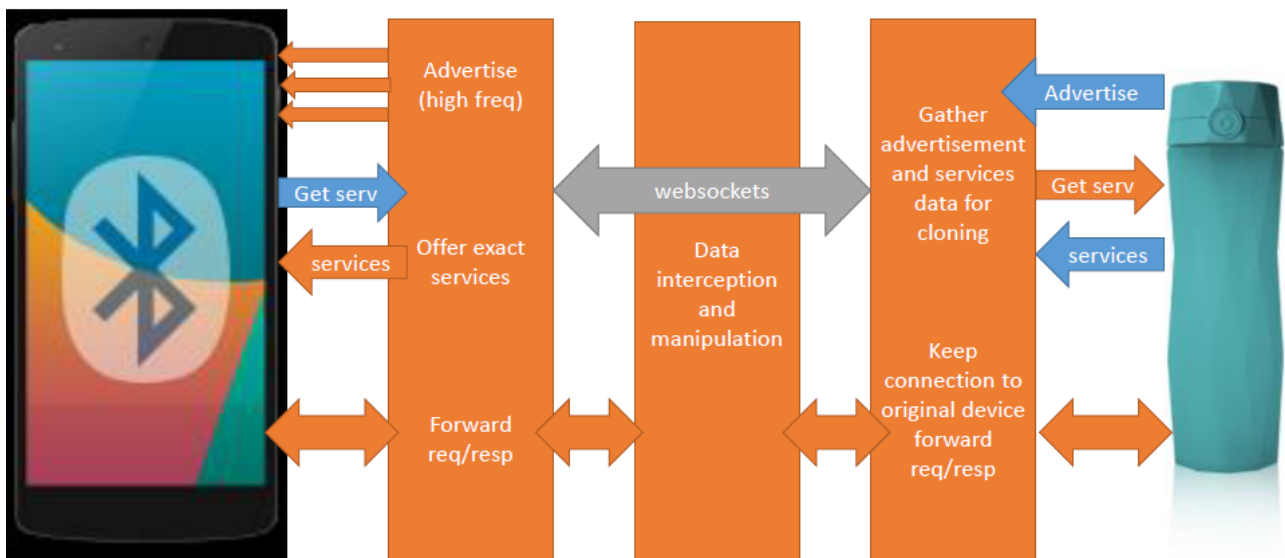 Advertise
(high freq)
Get serv
Offer exact
services
services
Forward
req/resp
websockets
Data
interception
and
manipulation
Gather
advertisement
and services
data for
cloning
Keep
connection to
original device
forward
req/resp
Advertise
Get serv
services